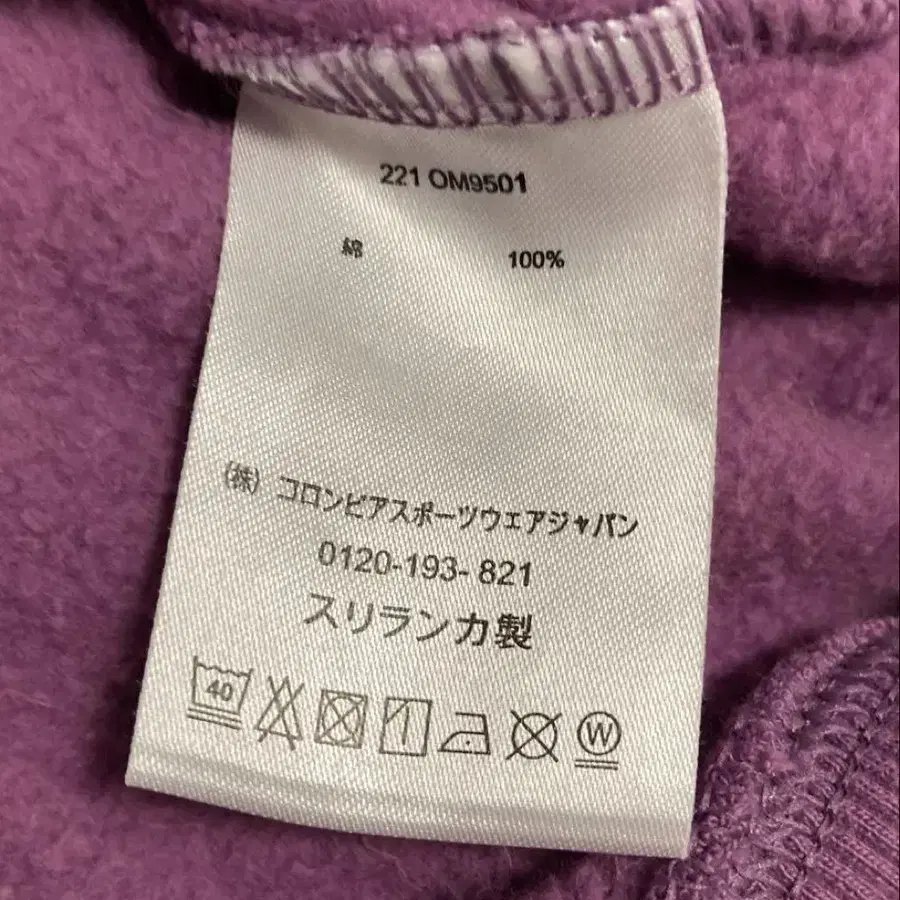 221 OM9501
綿 100%
(株) コロンビアスポーツウェアジャパン
0120-193-821
スリランカ製
40
W